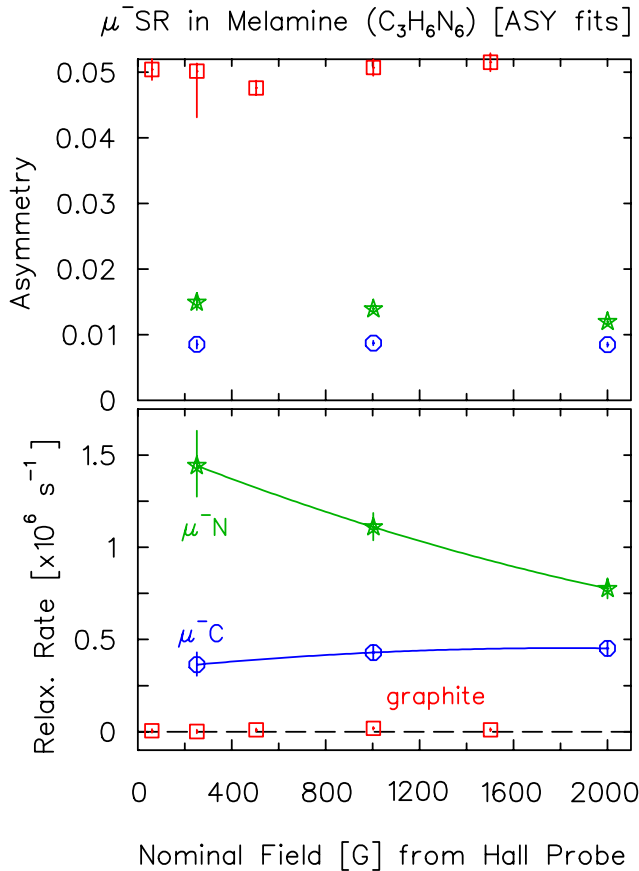 μ⁻SR in Melamine (C₃H₆N₆) [ASY fits]
0.05
0.04
0.03
0.02
0.01
0
Asymmetry
1.5
1
0.5
0
Relax. Rate [x10⁶ s⁻¹]
μ⁻N
μ⁻C
graphite
0 400 800 1200 1600 2000
Nominal Field [G] from Hall Probe